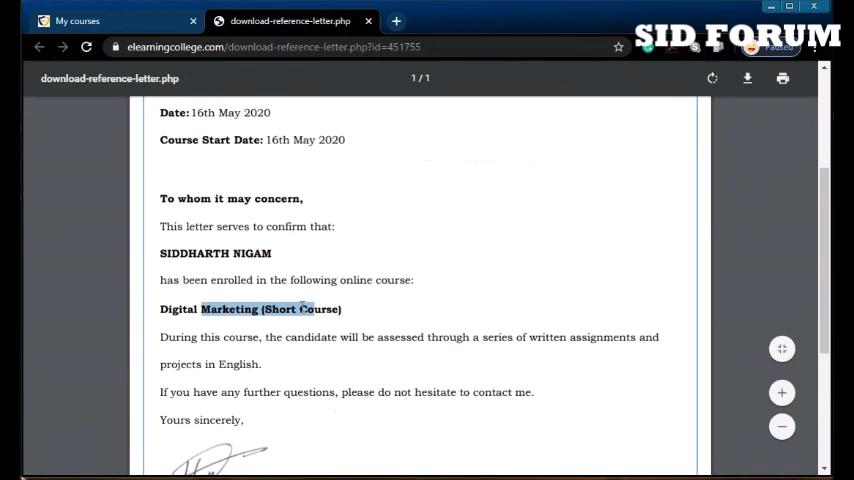 My courses
download-reference-letter.php
SID FORUM
elearningcollege.com/download-reference-letter.php?id=451755
Paused
download-reference-letter.php
1 / 1
Date: 16th May 2020
Course Start Date: 16th May 2020
To whom it may concern,
This letter serves to confirm that:
SIDDHARTH NIGAM
has been enrolled in the following online course:
Digital Marketing (Short Course)
During this course, the candidate will be assessed through a series of written assignments and
projects in English.
If you have any further questions, please do not hesitate to contact me.
Yours sincerely,